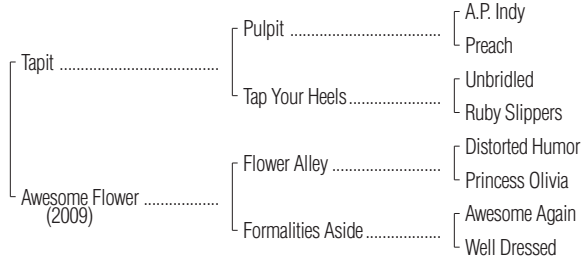 A.P. Indy
Pulpit
Preach
Tapit
Unbridled
Tap Your Heels
Ruby Slippers
Distorted Humor
Flower Alley
Princess Olivia
Awesome Flower
(2009)
Awesome Again
Formalities Aside
Well Dressed